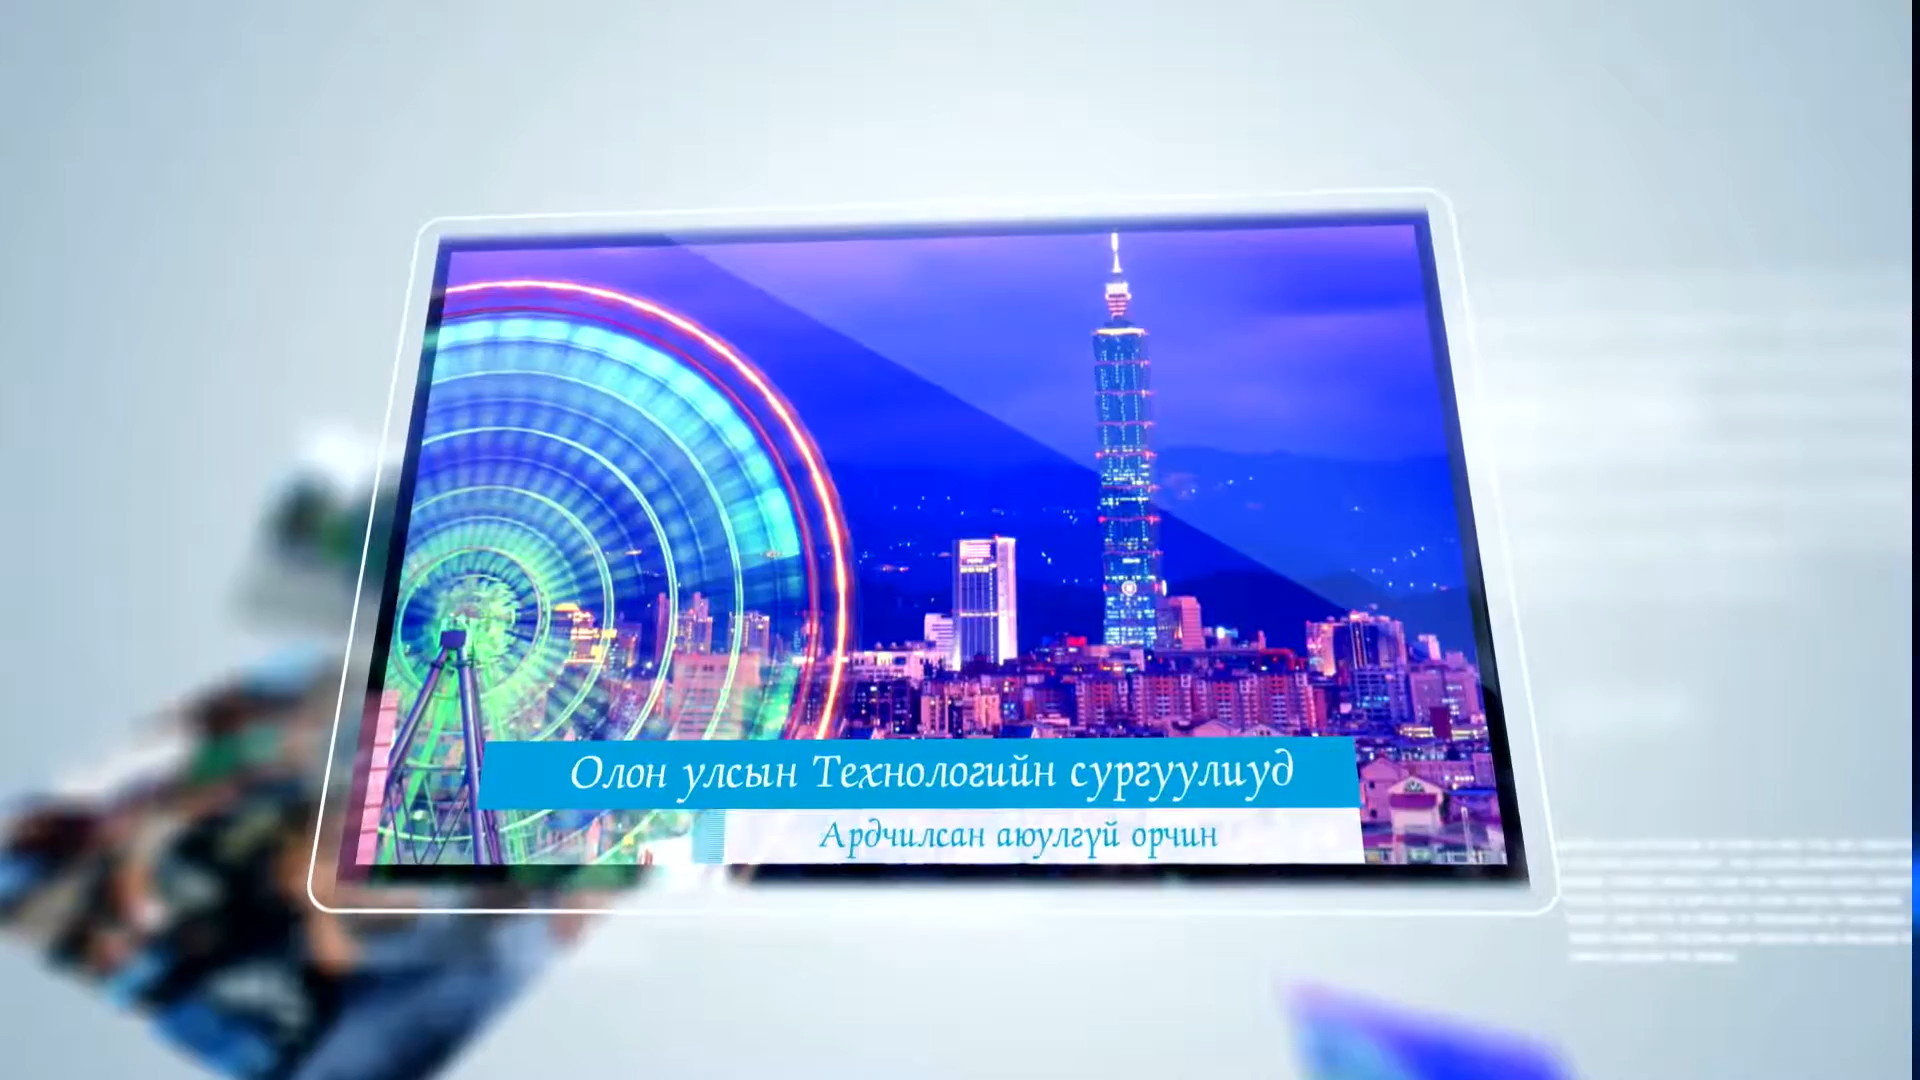 Олон улсын Технологийн сургуулиуд
Ардчилсан аюулгүй орчин